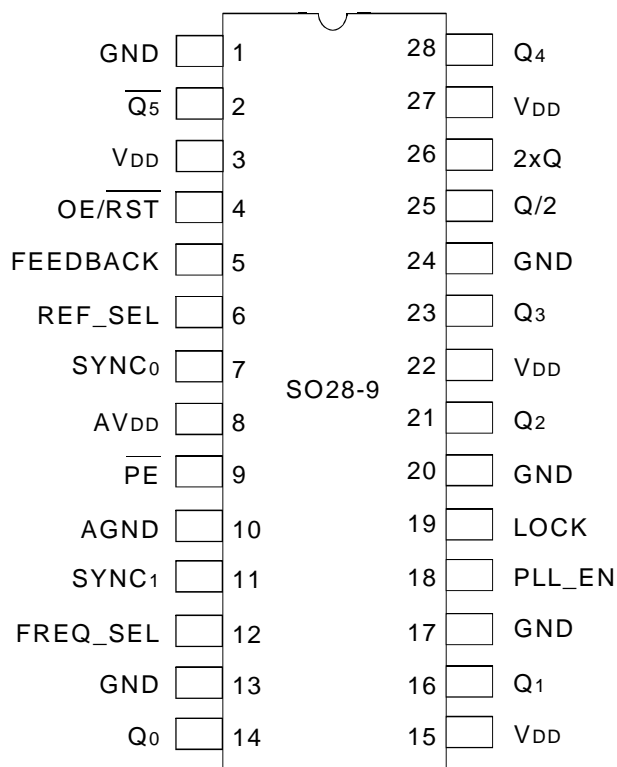 GND 1 28 Q4
Q5 2 27 VDD
VDD 3 26 2xQ
OE/RST 4 25 Q/2
FEEDBACK 5 24 GND
REF_SEL 6 23 Q3
SYNC0 7 22 VDD
SO28-9
AVDD 8 21 Q2
PE 9 20 GND
AGND 10 19 LOCK
SYNC1 11 18 PLL_EN
FREQ_SEL 12 17 GND
GND 13 16 Q1
Q0 14 15 VDD